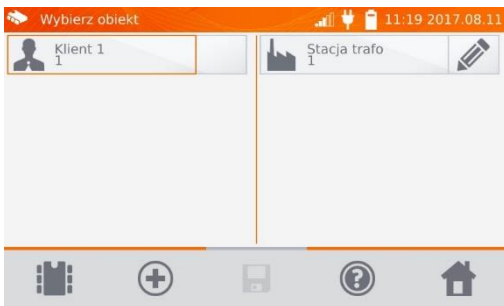 Wybierz obiekt
11:19 2017.08.11
Klient 1
1
Stacja trafo
1